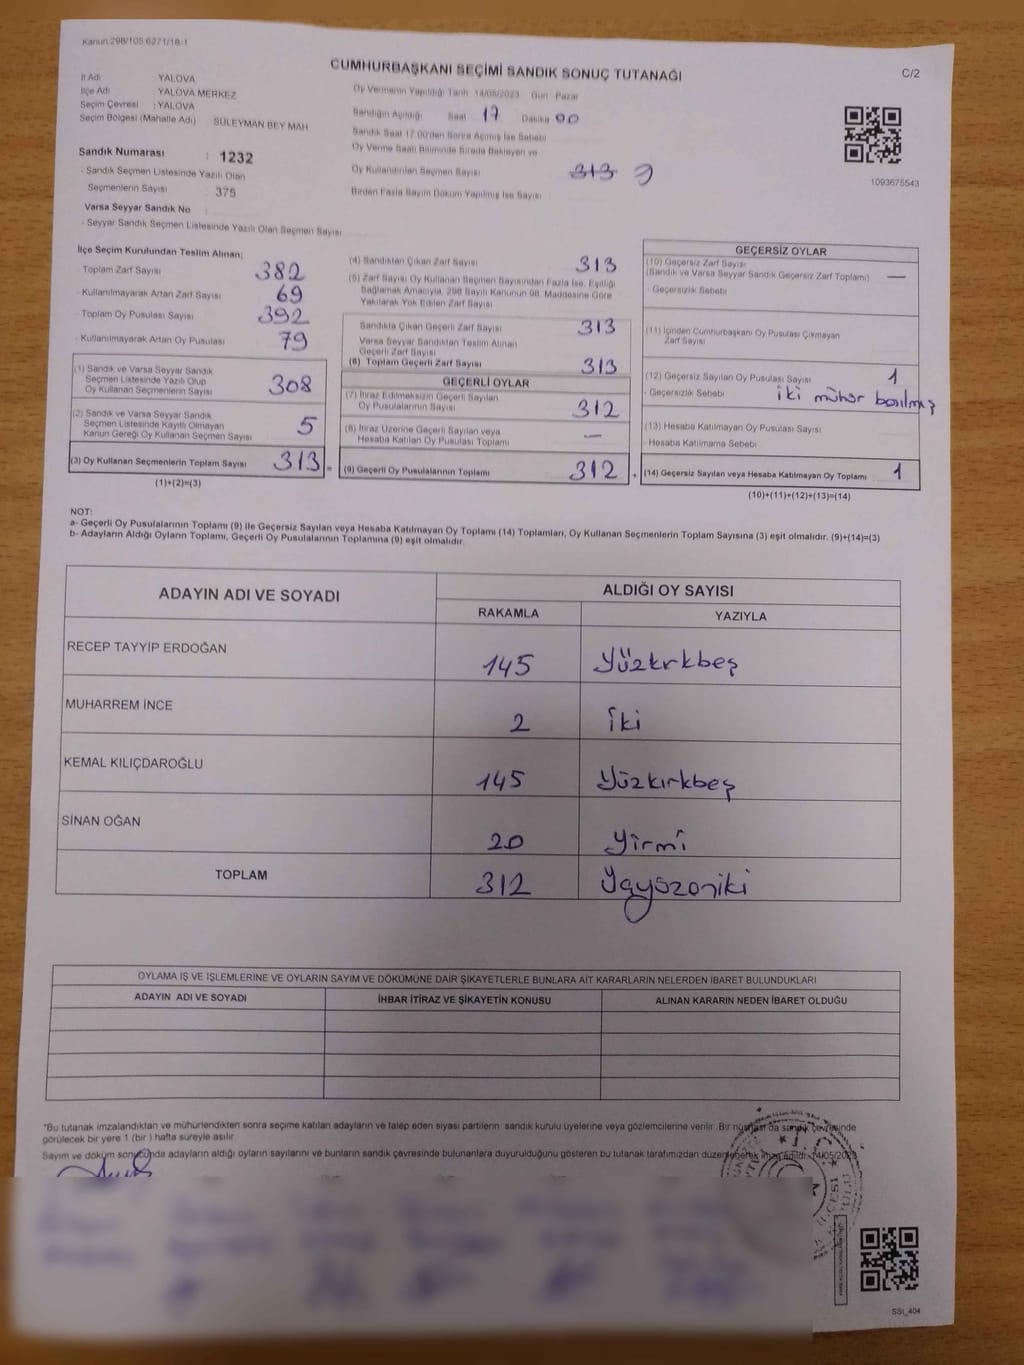 Kanun:298/105,6271/18-1
CUMHURBAŞKANI SEÇİMİ SANDIK SONUÇ TUTANAĞI
C/2
İl Adı YALOVA
İlçe Adı YALOVA MERKEZ
Seçim Çevresi : YALOVA
Seçim Bölgesi (Mahalle Adı) SÜLEYMAN BEY MAH
Sandık Numarası : 1232
- Sandık Seçmen Listesinde Yazılı Olan
Seçmenlerin Sayısı 375
Varsa Seyyar Sandık No
- Seyyar Sandık Seçmen Listesinde Yazılı Olan Seçmen Sayısı
Oy Vermenin Yapıldığı Tarih 14/05/2023 Gün Pazar
Sandığın Açıldığı Saat 17 Dakika 00
Sandık Saat 17:00'den Sonra Açılmış İse Sebebi
Oy Verme Saati Bitiminde Sırada Bekleyen ve
Oy Kullandırılan Seçmen Sayısı 313
Birden Fazla Sayım Döküm Yapılmış İse Sayısı
1093675543
İlçe Seçim Kurulundan Teslim Alınan;
- Toplam Zarf Sayısı 382
- Kullanılmayarak Artan Zarf Sayısı 69
- Toplam Oy Pusulası Sayısı 392
- Kullanılmayarak Artan Oy Pusulası 79
(1) Sandık ve Varsa Seyyar Sandık
Seçmen Listesinde Yazılı Olup
Oy Kullanan Seçmenlerin Sayısı 308
(2) Sandık ve Varsa Seyyar Sandık
Seçmen Listesinde Kayıtlı Olmayan
Kanun Gereği Oy Kullanan Seçmen Sayısı 5
(3) Oy Kullanan Seçmenlerin Toplam Sayısı 313 =
(1)+(2)=(3)
(4) Sandıktan Çıkan Zarf Sayısı 313
(5) Zarf Sayısı Oy Kullanan Seçmen Sayısından Fazla İse, Eşitliği
Sağlamak Amacıyla, 298 Sayılı Kanunun 98. Maddesine Göre
Yakılarak Yok Edilen Zarf Sayısı
Sandıkta Çıkan Geçerli Zarf Sayısı 313
Varsa Seyyar Sandıktan Teslim Alınan
Geçerli Zarf Sayısı
(6) Toplam Geçerli Zarf Sayısı 313
GEÇERLİ OYLAR
(7) İtiraz Edilmeksizin Geçerli Sayılan
Oy Pusulalarının Sayısı 312
(8) İtiraz Üzerine Geçerli Sayılan veya
Hesaba Katılan Oy Pusulası Toplamı —
(9) Geçerli Oy Pusulalarının Toplamı 312 +
GEÇERSİZ OYLAR
(10) Geçersiz Zarf Sayısı
(Sandık ve Varsa Seyyar Sandık Geçersiz Zarf Toplamı) —
- Geçersizlik Sebebi
(11) İçinden Cumhurbaşkanı Oy Pusulası Çıkmayan
Zarf Sayısı
(12) Geçersiz Sayılan Oy Pusulası Sayısı 1
- Geçersizlik Sebebi iki mühür basılmış
(13) Hesaba Katılmayan Oy Pusulası Sayısı
- Hesaba Katılmama Sebebi
(14) Geçersiz Sayılan veya Hesaba Katılmayan Oy Toplamı 1
(10)+(11)+(12)+(13)=(14)
NOT:
a- Geçerli Oy Pusulalarının Toplamı (9) ile Geçersiz Sayılan veya Hesaba Katılmayan Oy Toplamı (14) Toplamları, Oy Kullanan Seçmenlerin Toplam Sayısına (3) eşit olmalıdır. (9)+(14)=(3)
b- Adayların Aldığı Oyların Toplamı, Geçerli Oy Pusulalarının Toplamına (9) eşit olmalıdır.
ADAYIN ADI VE SOYADI ALDIĞI OY SAYISI
RAKAMLA YAZIYLA
RECEP TAYYİP ERDOĞAN 145 Yüzkırkbeş
MUHARREM İNCE 2 İki
KEMAL KILIÇDAROĞLU 145 Yüzkırkbeş
SİNAN OĞAN 20 Yirmi
TOPLAM 312
OYLAMA İŞ VE İŞLEMLERİNE VE OYLARIN SAYIM VE DÖKÜMÜNE DAİR ŞİKAYETLERLE BUNLARA AİT KARARLARIN NELERDEN İBARET BULUNDUKLARI
ADAYIN ADI VE SOYADI İHBAR İTİRAZ VE ŞİKAYETİN KONUSU ALINAN KARARIN NEDEN İBARET OLDUĞU
*Bu tutanak imzalandıktan ve mühürlendikten sonra seçime katılan adayların ve talep eden siyasi partilerin sandık kurulu üyelerine veya gözlemcilerine verilir. Bir nüshası da sandık çevresinde
görülecek bir yere 1 (bir ) hafta süreyle asılır.
Sayım ve döküm sonucunda adayların aldığı oyların sayılarını ve bunların sandık çevresinde bulunanlara duyurulduğunu gösteren bu tutanak tarafımızdan düzenlenerek imza edildi. 14/05/2023
SSI_404